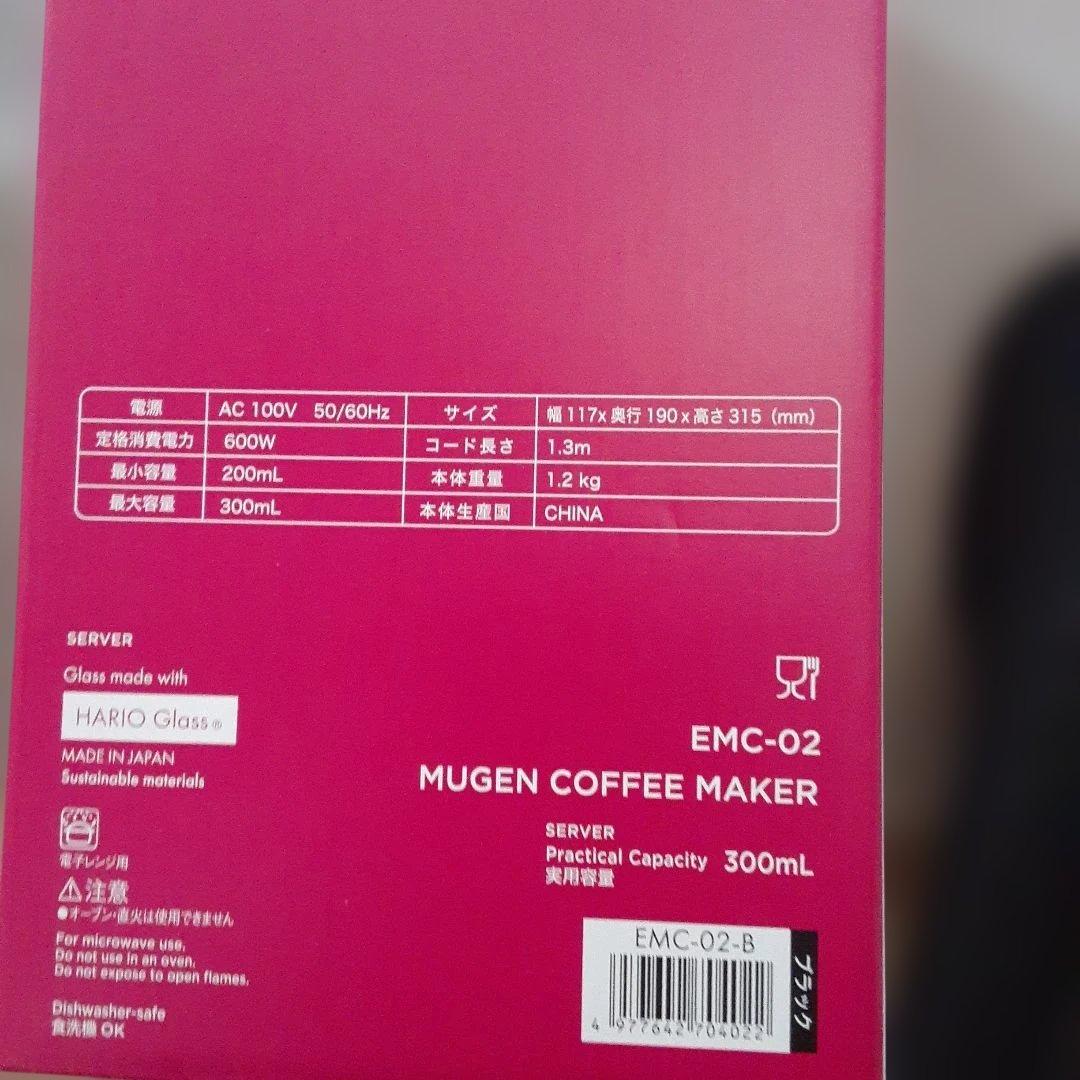 電源 AC 100V 50/60Hz サイズ 幅 117x 奥行 190 x 高さ 315（mm）
定格消費電力 600W コード長さ 1.3m
最小容量 200mL 本体重量 1.2 kg
最大容量 300mL 本体生産国 CHINA
SERVER
Glass made with
HARIO Glass®
MADE IN JAPAN
Sustainable materials
電子レンジ用
⚠注意
●オーブン・直火は使用できません
For microwave use.
Do not use in an oven.
Do not expose to open flames.
Dishwasher-safe
食洗機 OK
EMC-02
MUGEN COFFEE MAKER
SERVER
Practical Capacity 300mL
実用容量
EMC-02-B
ブラック
4 977642 704022